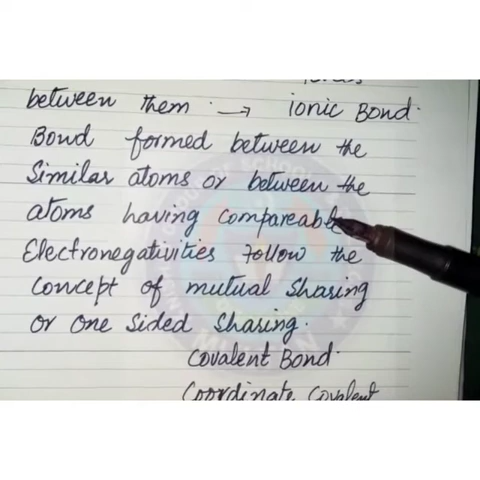 between them. → ionic Bond.
Bond formed between the
Similar atoms or between the
atoms having compareable
Electronegativities follow the
concept of mutual sharing
or one sided sharing.
Covalent Bond.
Coordinate Covalent